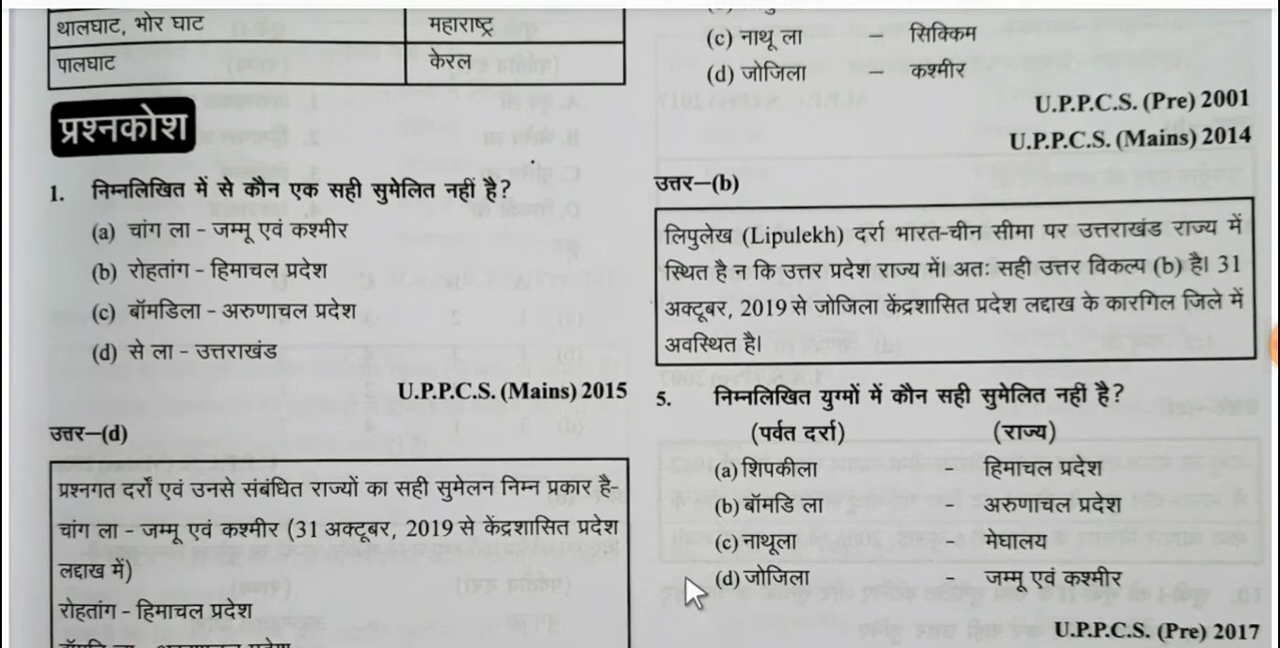 थालघाट, भोर घाट महाराष्ट्र
पालघाट केरल
प्रश्नकोश
1. निम्नलिखित में से कौन एक सही सुमेलित नहीं है?
(a) चांग ला - जम्मू एवं कश्मीर
(b) रोहतांग - हिमाचल प्रदेश
(c) बॉमडिला - अरुणाचल प्रदेश
(d) से ला - उत्तराखंड
U.P.P.C.S. (Mains) 2015
उत्तर–(d)
प्रश्नगत दर्रों एवं उनसे संबंधित राज्यों का सही सुमेलन निम्न प्रकार है-
चांग ला - जम्मू एवं कश्मीर (31 अक्टूबर, 2019 से केंद्रशासित प्रदेश
लद्दाख में)
रोहतांग - हिमाचल प्रदेश
(c) नाथू ला – सिक्किम
(d) जोजिला – कश्मीर
U.P.P.C.S. (Pre) 2001
U.P.P.C.S. (Mains) 2014
उत्तर–(b)
लिपुलेख (Lipulekh) दर्रा भारत-चीन सीमा पर उत्तराखंड राज्य में
स्थित है न कि उत्तर प्रदेश राज्य में। अतः सही उत्तर विकल्प (b) है। 31
अक्टूबर, 2019 से जोजिला केंद्रशासित प्रदेश लद्दाख के कारगिल जिले में
अवस्थित है।
5. निम्नलिखित युग्मों में कौन सही सुमेलित नहीं है?
(पर्वत दर्रा) (राज्य)
(a) शिपकीला - हिमांचल प्रदेश
(b) बॉमडि ला - अरुणाचल प्रदेश
(c) नाथूला - मेघालय
(d) जोजिला - जम्मू एवं कश्मीर
U.P.P.C.S. (Pre) 2017